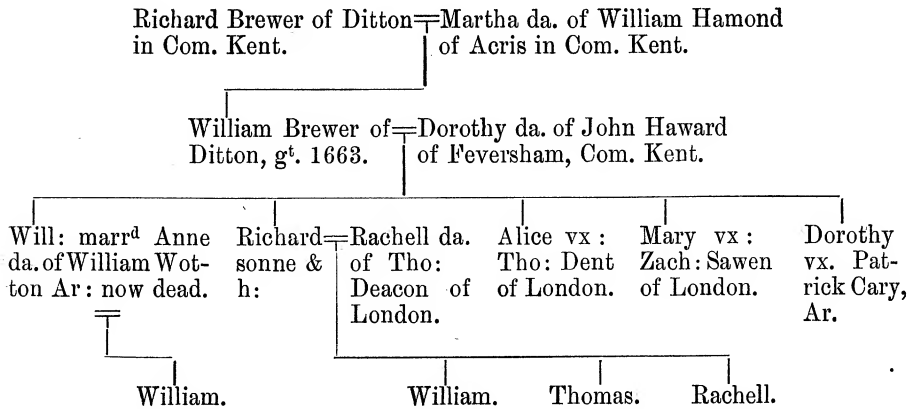 Richard Brewer of Ditton = Martha da. of William Hamond
in Com. Kent. of Acris in Com. Kent.
William Brewer of = Dorothy da. of John Haward
Ditton, gᵗ. 1663. of Feversham, Com. Kent.
Will: marrᵈ Anne
da. of William Wot-
ton Ar: now dead.
Richard =
sonne &
h:
Rachell da.
of Tho:
Deacon of
London.
Alice vx :
Tho: Dent
of London.
Mary vx :
Zach: Sawen
of London.
Dorothy
vx. Pat-
rick Cary,
Ar.
William.
William.
Thomas.
Rachell.